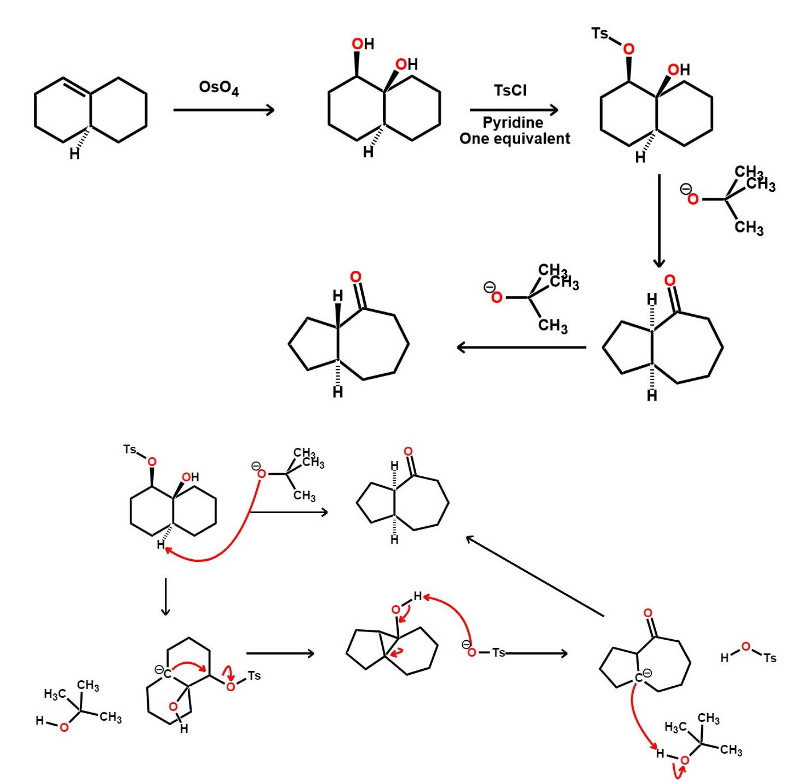 OsO4
H
OH
OH
H
TsCl
Pyridine
One equivalent
Ts
O
OH
H
⊖O
CH3
CH3
CH3
O
H
H
⊖O
CH3
CH3
CH3
O
H
H
Ts
O
OH
H
⊖O
CH3
CH3
CH3
O
H
H
H3C
CH3
CH3
H
O
⊖C
O
Ts
O
H
O
H
⊖O
Ts
O
C⊖
H
O
Ts
H3C
CH3
CH3
H
O